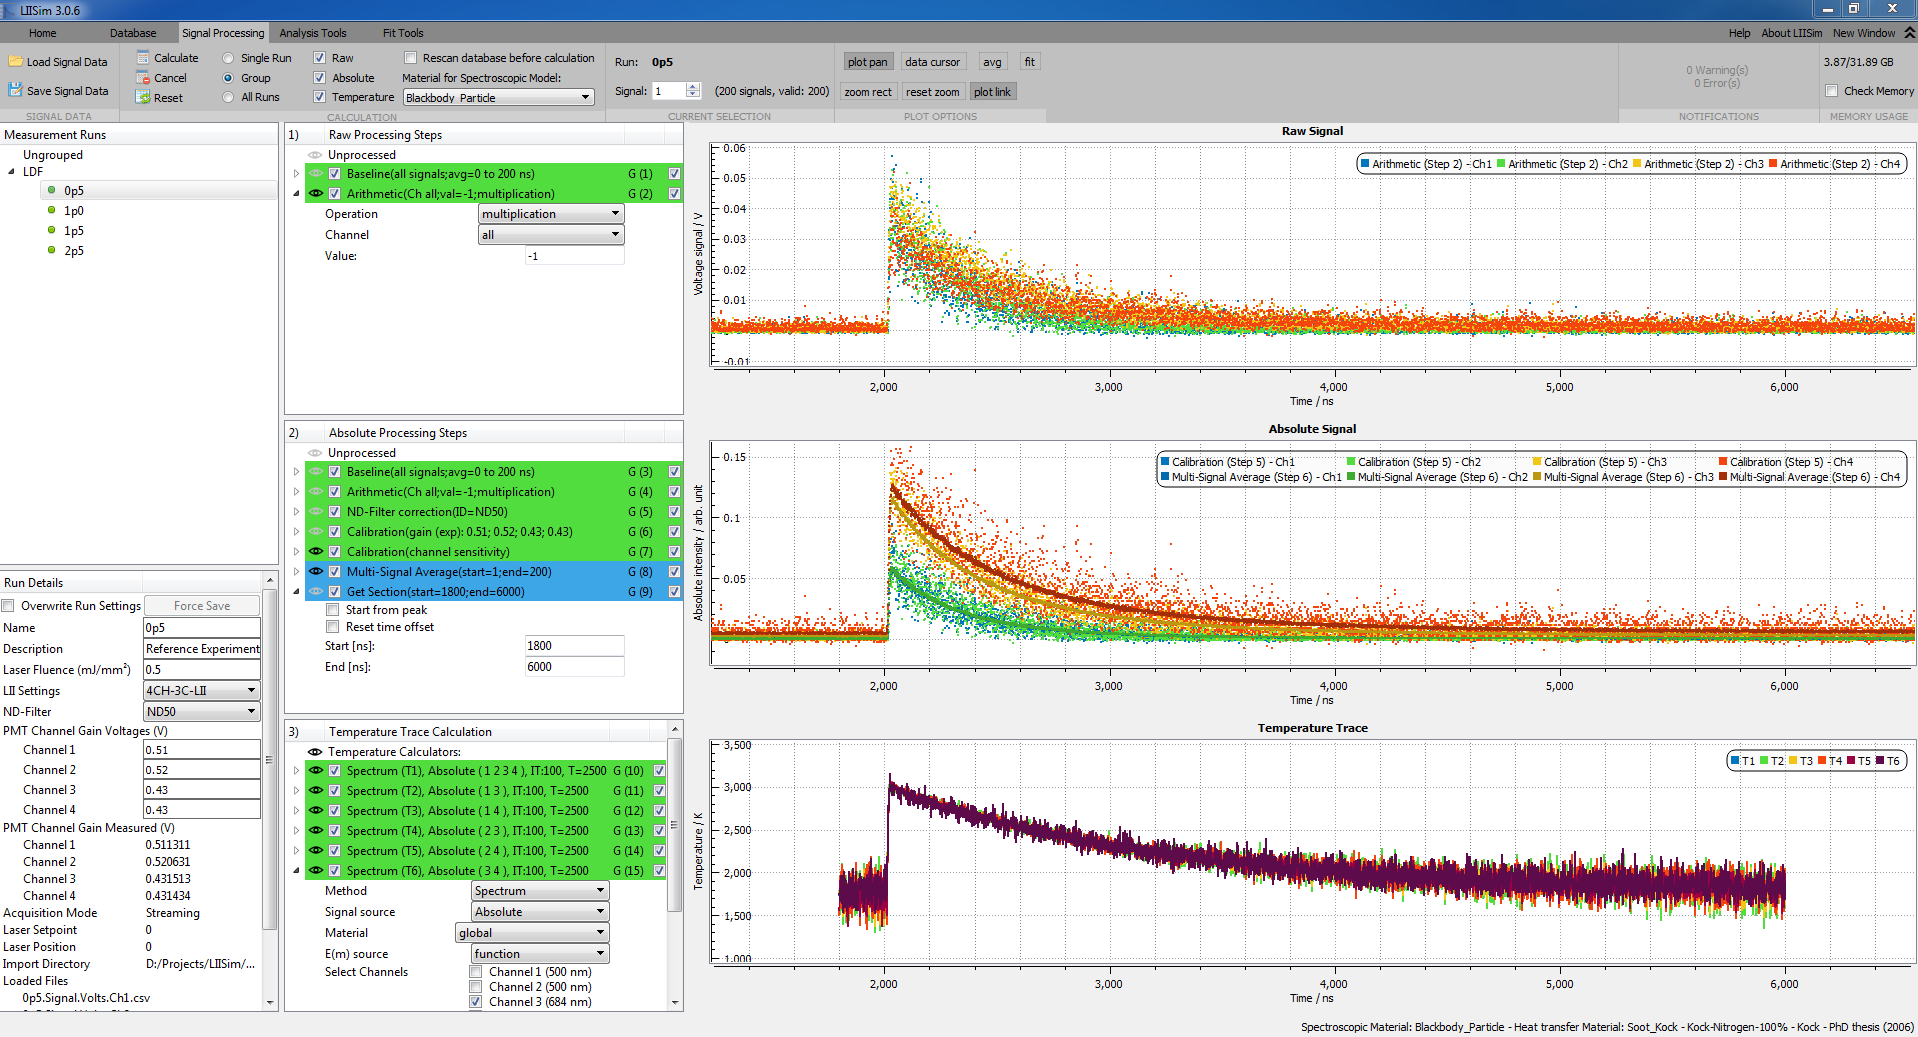 LIISim 3.0.6
Home Database Signal Processing Analysis Tools Fit Tools Help About LIISim New Window
Load Signal Data
Save Signal Data
SIGNAL DATA
Calculate Single Run Raw Rescan database before calculation
Cancel Group Absolute Material for Spectroscopic Model:
Reset All Runs Temperature Blackbody_Particle
CALCULATION
Run: 0p5
Signal: 1 (200 signals, valid: 200)
CURRENT SELECTION
plot pan data cursor avg fit
zoom rect reset zoom plot link
PLOT OPTIONS
0 Warning(s)
0 Error(s)
NOTIFICATIONS
3.87/31.89 GB
Check Memory
MEMORY USAGE
Measurement Runs
Ungrouped
LDF
0p5
1p0
1p5
2p5
Run Details
Overwrite Run Settings Force Save
Name 0p5
Description Reference Experiment
Laser Fluence (mJ/mm²) 0.5
LII Settings 4CH-3C-LII
ND-Filter ND50
PMT Channel Gain Voltages (V)
Channel 1 0.51
Channel 2 0.52
Channel 3 0.43
Channel 4 0.43
PMT Channel Gain Measured (V)
Channel 1 0.511311
Channel 2 0.520631
Channel 3 0.431513
Channel 4 0.431434
Acquisition Mode Streaming
Laser Setpoint 0
Laser Position 0
Import Directory D:/Projects/LIISim/...
Loaded Files
0p5.Signal.Volts.Ch1.csv
1) Raw Processing Steps
Unprocessed
Baseline(all signals;avg=0 to 200 ns) G (1)
Arithmetic(Ch all;val=-1;multiplication) G (2)
Operation multiplication
Channel all
Value: -1
2) Absolute Processing Steps
Unprocessed
Baseline(all signals;avg=0 to 200 ns) G (3)
Arithmetic(Ch all;val=-1;multiplication) G (4)
ND-Filter correction(ID=ND50) G (5)
Calibration(gain (exp): 0.51; 0.52; 0.43; 0.43) G (6)
Calibration(channel sensitivity) G (7)
Multi-Signal Average(start=1;end=200) G (8)
Get Section(start=1800;end=6000) G (9)
Start from peak
Reset time offset
Start [ns]: 1800
End [ns]: 6000
3) Temperature Trace Calculation
Temperature Calculators:
Spectrum (T1), Absolute ( 1 2 3 4 ), IT:100, T=2500 G (10)
Spectrum (T2), Absolute ( 1 3 ), IT:100, T=2500 G (11)
Spectrum (T3), Absolute ( 1 4 ), IT:100, T=2500 G (12)
Spectrum (T4), Absolute ( 2 3 ), IT:100, T=2500 G (13)
Spectrum (T5), Absolute ( 2 4 ), IT:100, T=2500 G (14)
Spectrum (T6), Absolute ( 3 4 ), IT:100, T=2500 G (15)
Method Spectrum
Signal source Absolute
Material global
E(m) source function
Select Channels Channel 1 (500 nm)
Channel 2 (500 nm)
Channel 3 (684 nm)
Raw Signal
Arithmetic (Step 2) - Ch1 Arithmetic (Step 2) - Ch2 Arithmetic (Step 2) - Ch3 Arithmetic (Step 2) - Ch4
Voltage signal / V
0.06
0.05
0.04
0.03
0.02
0.01
-0.01
2,000 3,000 4,000 5,000 6,000
Time / ns
Absolute Signal
Calibration (Step 5) - Ch1 Calibration (Step 5) - Ch2 Calibration (Step 5) - Ch3 Calibration (Step 5) - Ch4
Multi-Signal Average (Step 6) - Ch1 Multi-Signal Average (Step 6) - Ch2 Multi-Signal Average (Step 6) - Ch3 Multi-Signal Average (Step 6) - Ch4
Absolute intensity / arb. unit
0.15
0.1
0.05
2,000 3,000 4,000 5,000 6,000
Time / ns
Temperature Trace
T1 T2 T3 T4 T5 T6
Temperature / K
3,500
3,000
2,500
2,000
1,500
1,000
2,000 3,000 4,000 5,000 6,000
Time / ns
Spectroscopic Material: Blackbody_Particle - Heat transfer Material: Soot_Kock - Kock-Nitrogen-100% - Kock - PhD thesis (2006)